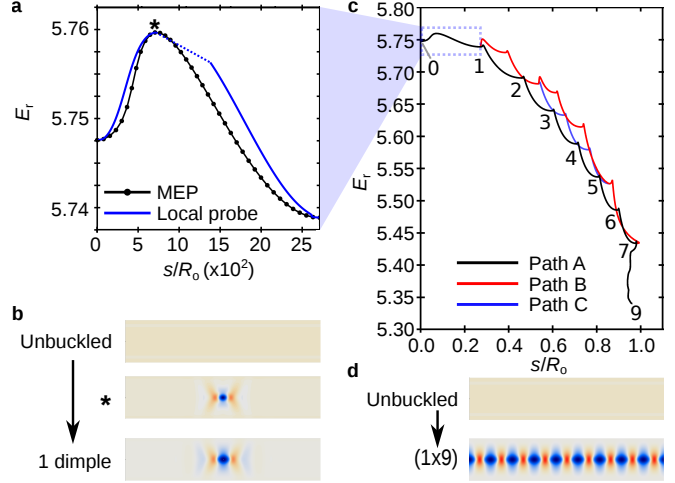 a
*
5.76
5.75
5.74
E_r
MEP
Local probe
0 5 10 15 20 25
s/R_o (x10²)
c
5.80
5.75
5.70
5.65
5.60
5.55
5.50
5.45
5.40
5.35
5.30
E_r
0
1
2
3
4
5
6
7
9
Path A
Path B
Path C
0.0 0.2 0.4 0.6 0.8 1.0
s/R_o
b
Unbuckled
*
1 dimple
d
Unbuckled
(1x9)